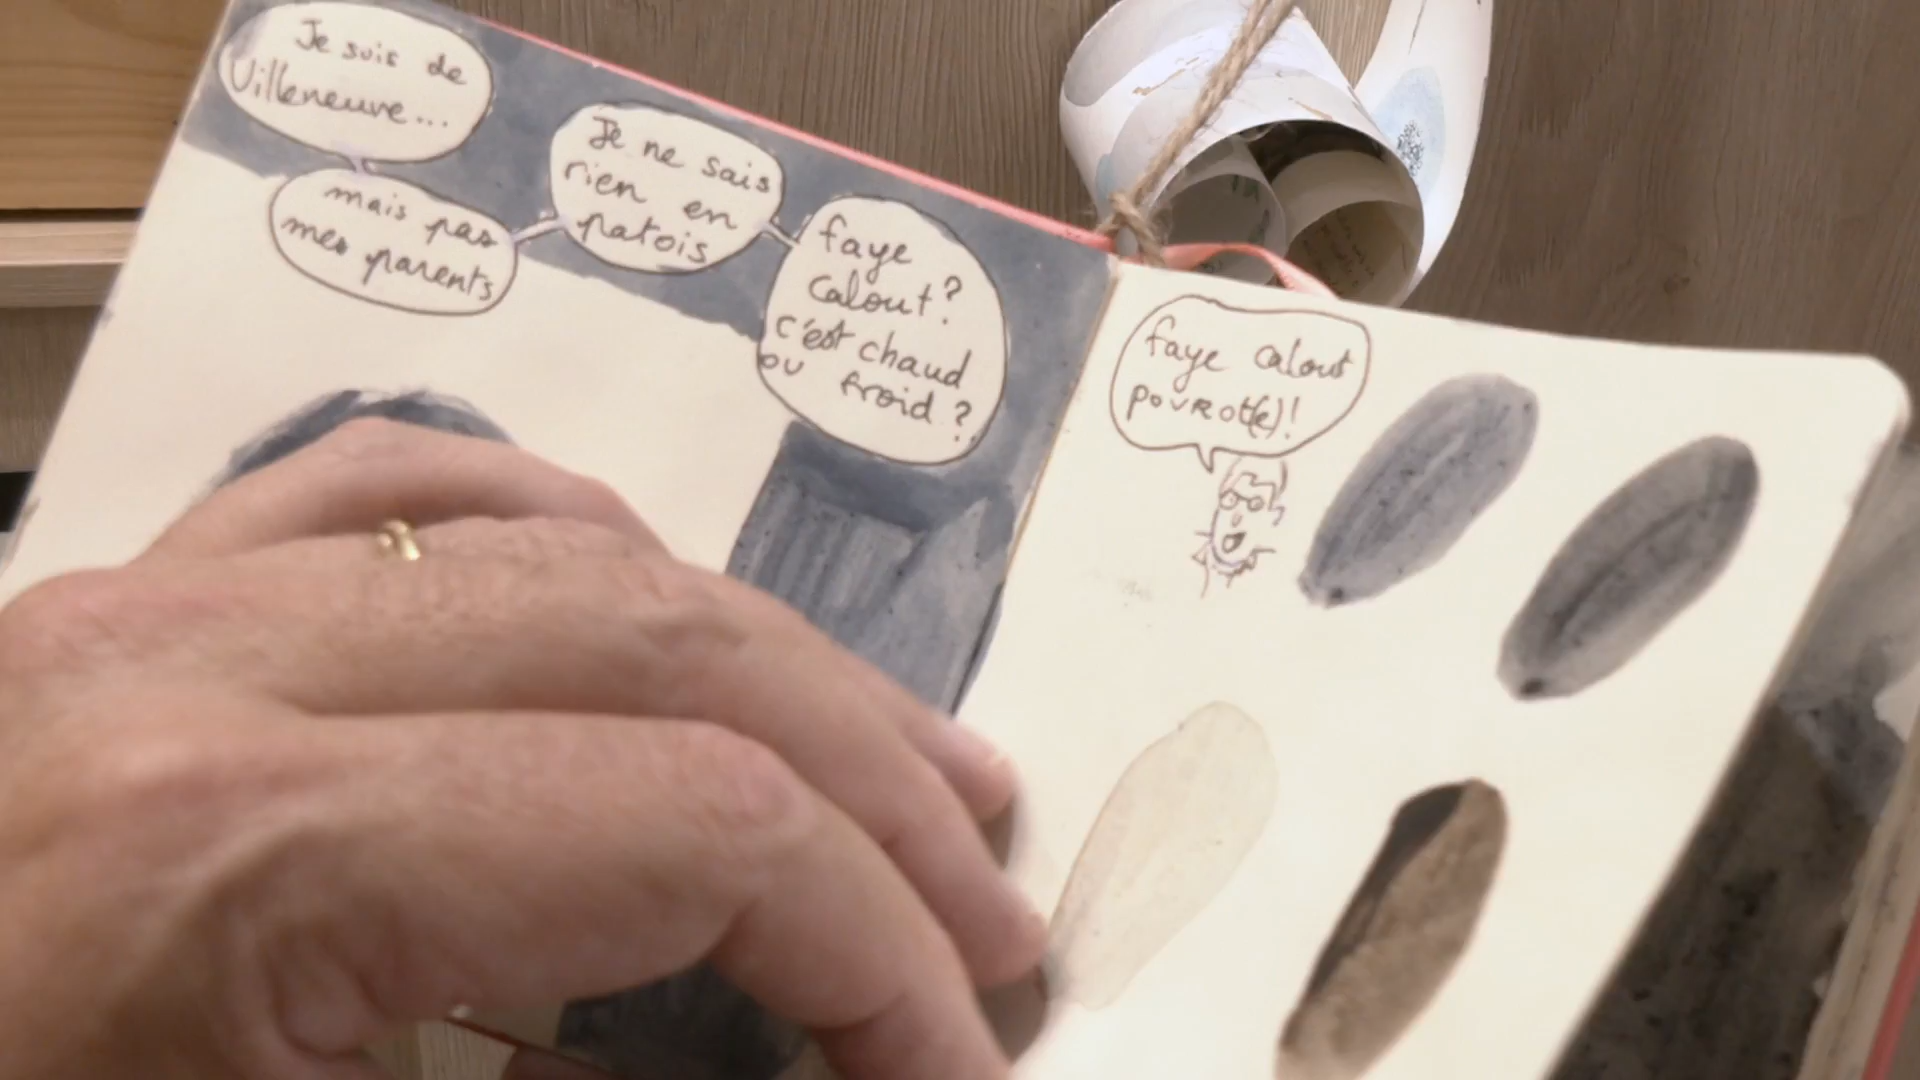 Je suis de
Villeneuve...
mais pas
mes parents
Je ne sais
rien en
patois
faye
calout?
c'est chaud
ou froid?
faye calout
povrot(e)!